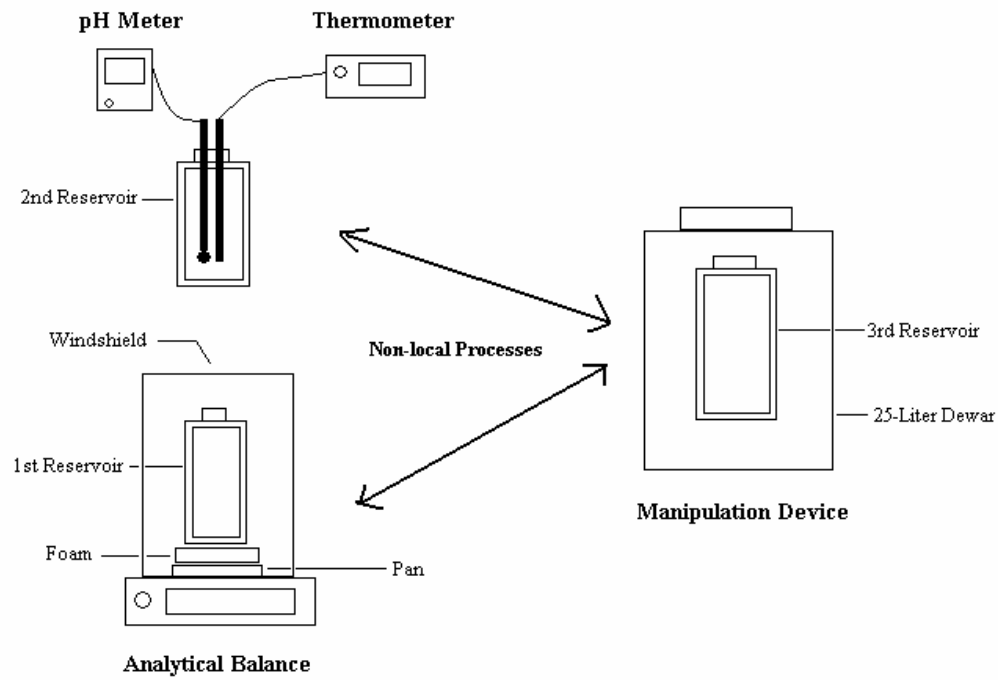 pH Meter
Thermometer
2nd Reservoir
Windshield
Non-local Processes
3rd Reservoir
25-Liter Dewar
1st Reservoir
Manipulation Device
Foam
Pan
Analytical Balance